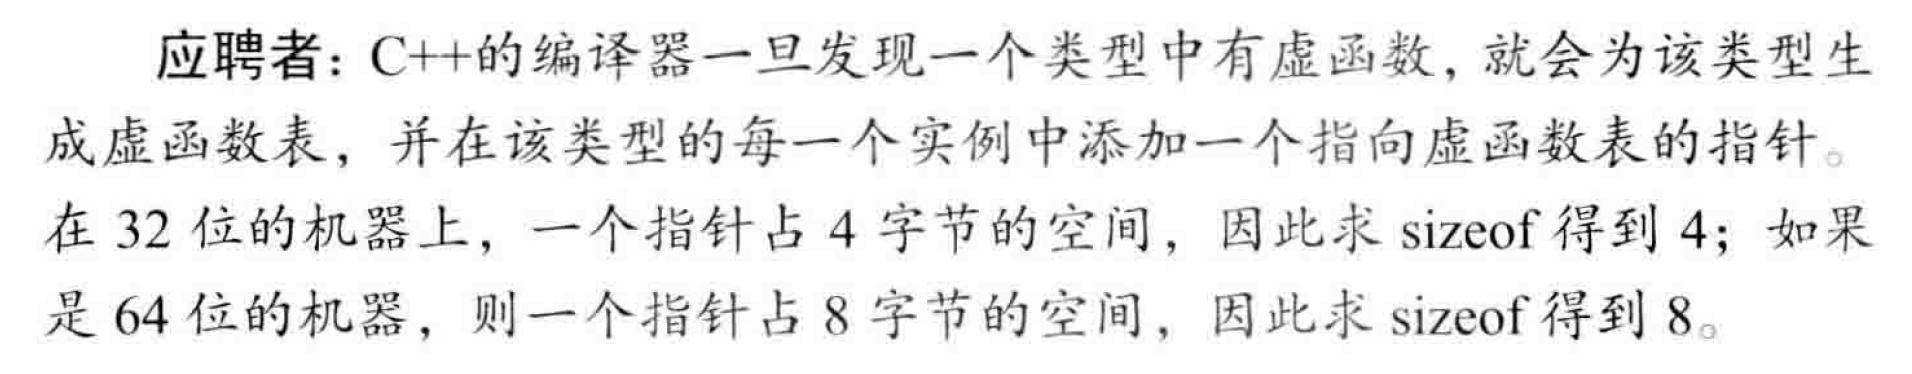 应聘者：C++的编译器一旦发现一个类型中有虚函数，就会为该类型生
成虚函数表，并在该类型的每一个实例中添加一个指向虚函数表的指针。
在 32 位的机器上，一个指针占 4 字节的空间，因此求 sizeof 得到 4；如果
是 64 位的机器，则一个指针占 8 字节的空间，因此求 sizeof 得到 8。